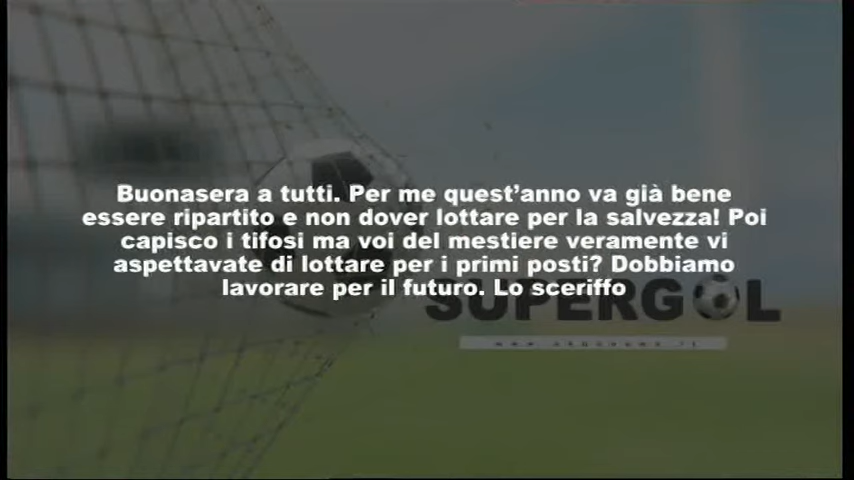 Buonasera a tutti. Per me quest'anno va già bene
essere ripartito e non dover lottare per la salvezza! Poi
capisco i tifosi ma voi del mestiere veramente vi
aspettavate di lottare per i primi posti? Dobbiamo
lavorare per il futuro. Lo sceriffo
SUPERGOL